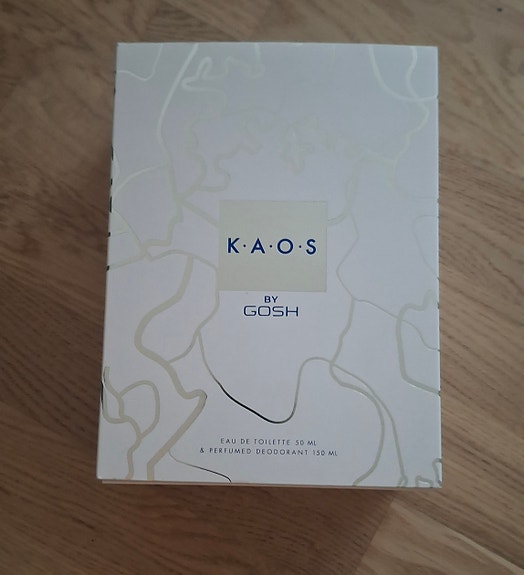 K·A·O·S
BY
GOSH
EAU DE TOILETTE 50 ML
& PERFUMED DEODORANT 150 ML